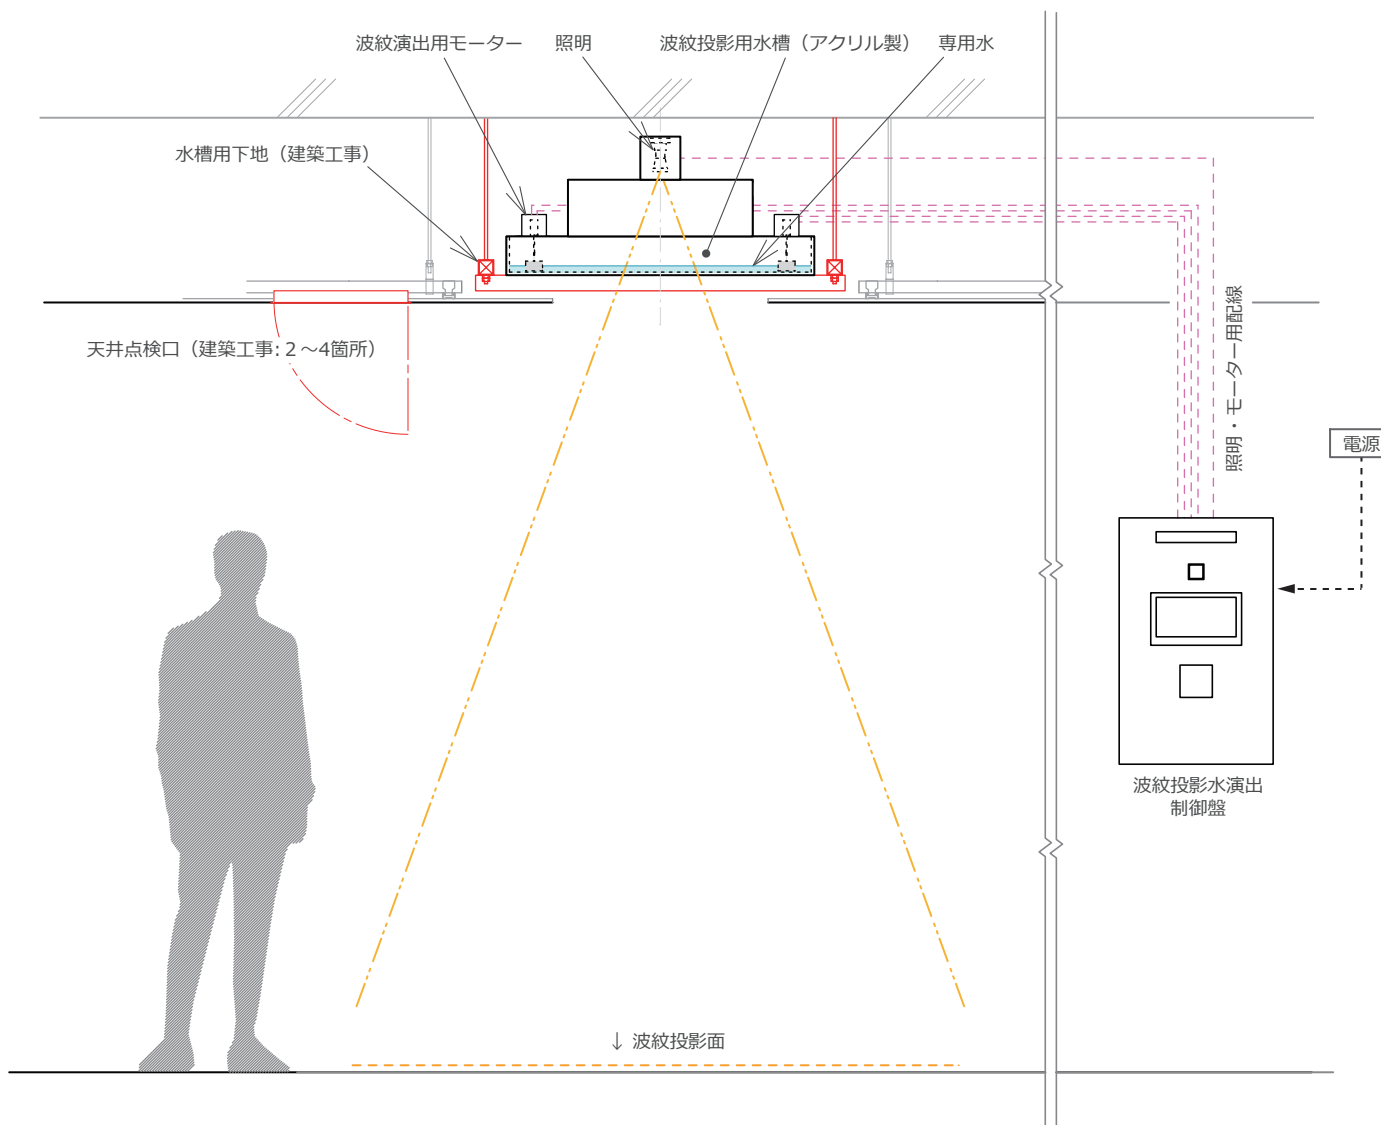 波紋演出用モーター
照明
波紋投影用水槽（アクリル製）
専用水
水槽用下地（建築工事）
天井点検口（建築工事:２～4箇所）
照明・モーター用配線
電源
波紋投影水演出
制御盤
↓ 波紋投影面